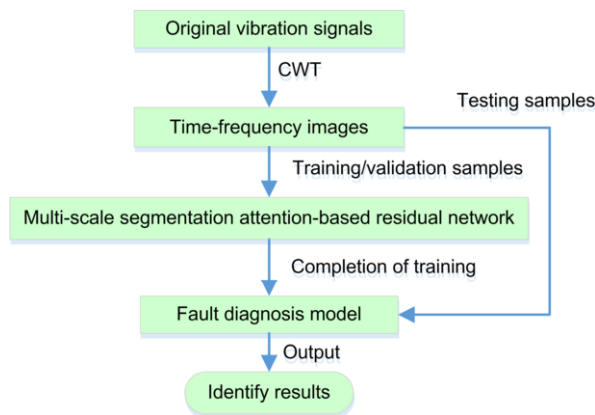 Original vibration signals
CWT
Testing samples
Time-frequency images
Training/validation samples
Multi-scale segmentation attention-based residual network
Completion of training
Fault diagnosis model
Output
Identify results